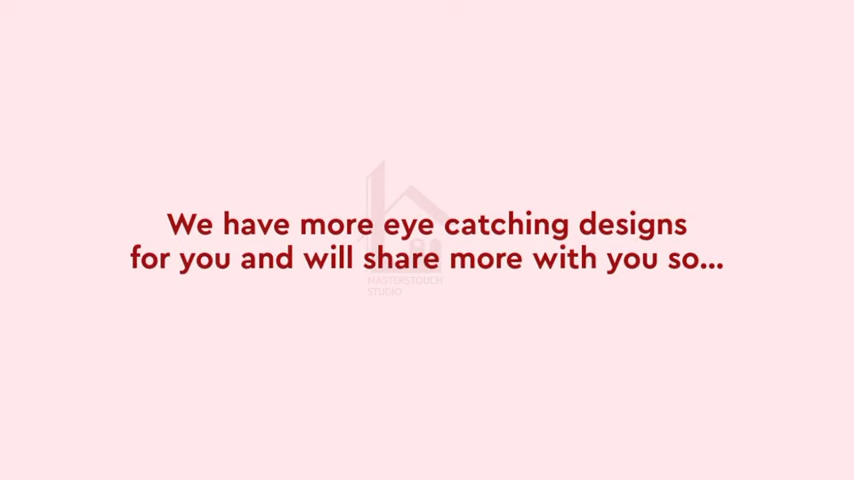 We have more eye catching designs
for you and will share more with you so...
MASTERSTOUCH
STUDIO